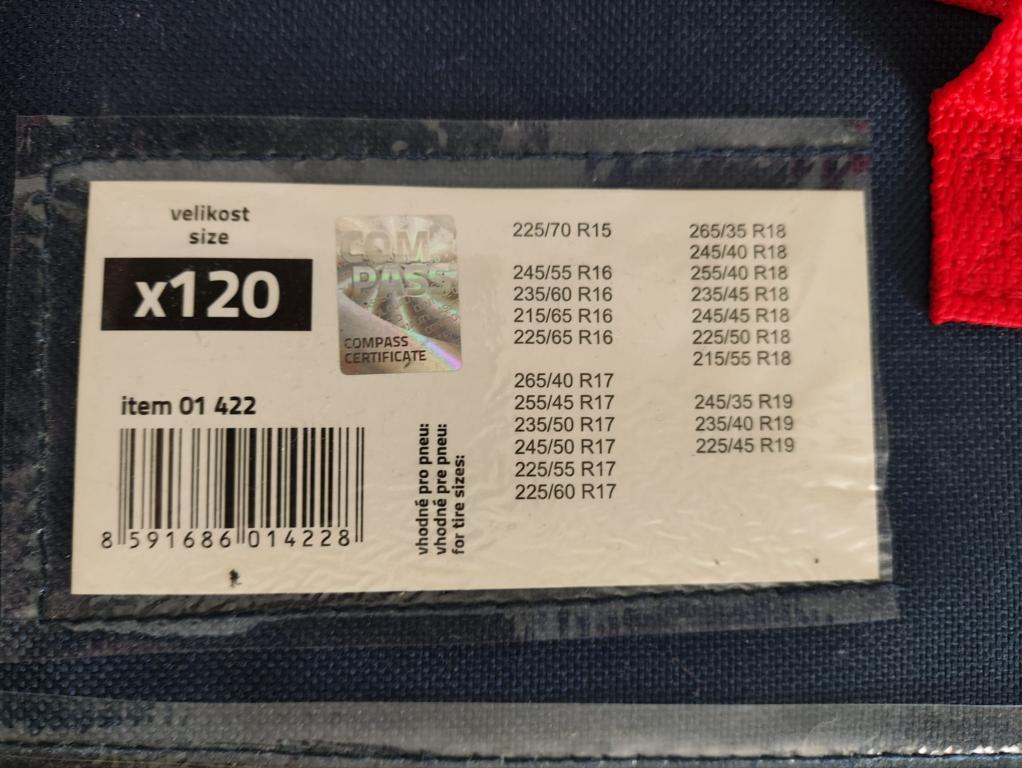 velikost
size
x120
COM
PASS
COMPASS
CERTIFICATE
item 01 422
8 591686 014228
vhodné pro pneu:
vhodné pre pneu:
for tire sizes:
225/70 R15
245/55 R16
235/60 R16
215/65 R16
225/65 R16
265/40 R17
255/45 R17
235/50 R17
245/50 R17
225/55 R17
225/60 R17
265/35 R18
245/40 R18
255/40 R18
235/45 R18
245/45 R18
225/50 R18
215/55 R18
245/35 R19
235/40 R19
225/45 R19